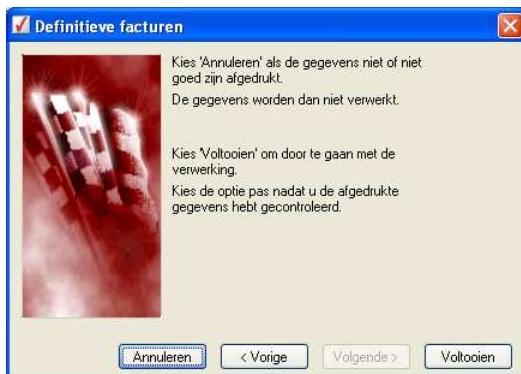 Definitieve facturen
Kies 'Annuleren' als de gegevens niet of niet
goed zijn afgedrukt.
De gegevens worden dan niet verwerkt.
Kies 'Voltooien' om door te gaan met de
verwerking.
Kies de optie pas nadat u de afgedrukte
gegevens hebt gecontroleerd.
Annuleren
< Vorige
Volgende >
Voltooien